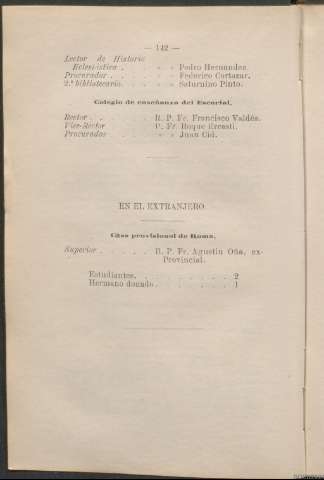 — 142 —
Lector de Historia
Eclesiástica . . . » » Pedro Hernandez.
Procurador . . . . » » Federico Cortazar.
2.º bibliotecario. . . . » » Saturnino Pinto.
Colegio de enseñanza del Escorial.
Rector . . . . . . R. P. Fr. Francisco Valdés.
Vice-Rector . . . . P. Fr. Roque Ercasti.
Procurador . . . . » » Juan Cid.
EN EL EXTRANJERO
Casa provisional de Roma.
Superior . . . . . R. P. Fr. Agustin Oña, ex-
Provincial.
Estudiantes. . . . . . . . . . 2
Hermano donado . . . . . . . . 1